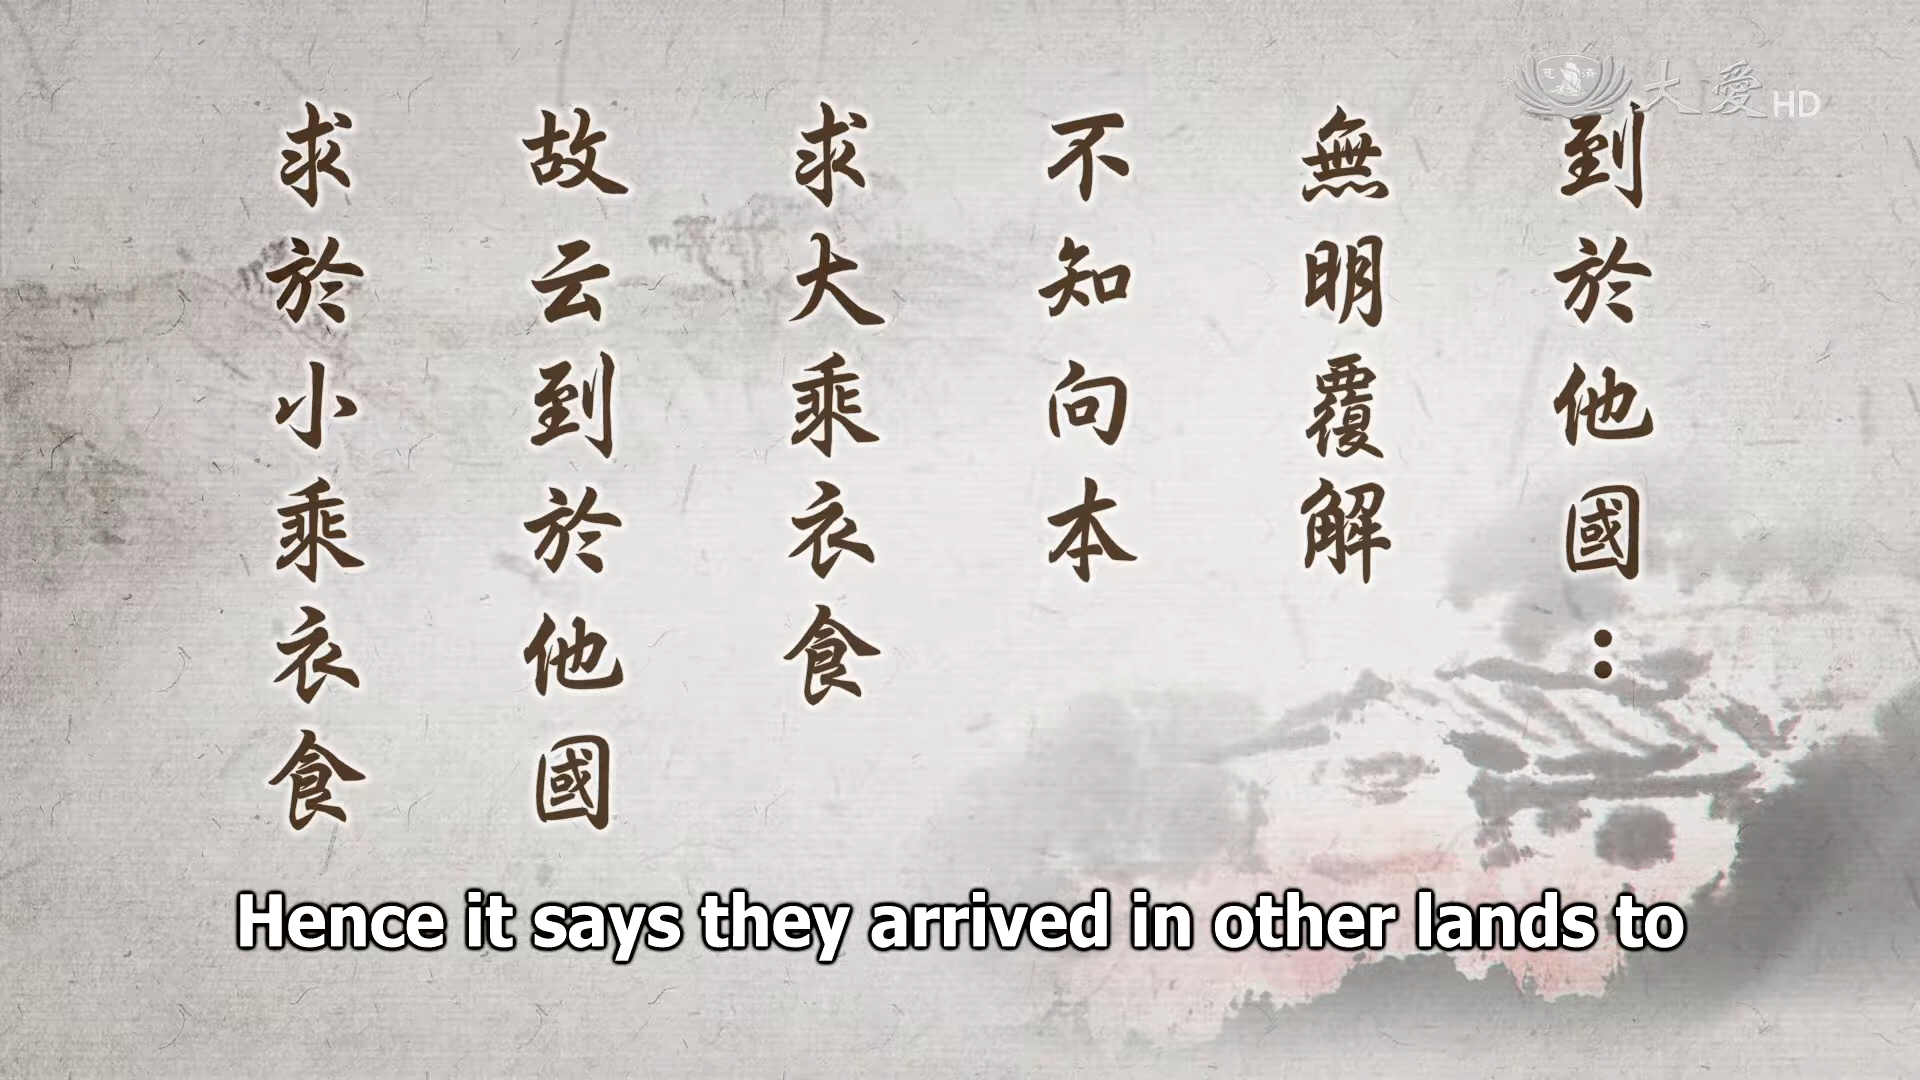 到於他國：
無明覆解
不知向本
求大乘衣食
故云到於他國
求於小乘衣食
大愛HD
慈濟
Hence it says they arrived in other lands to